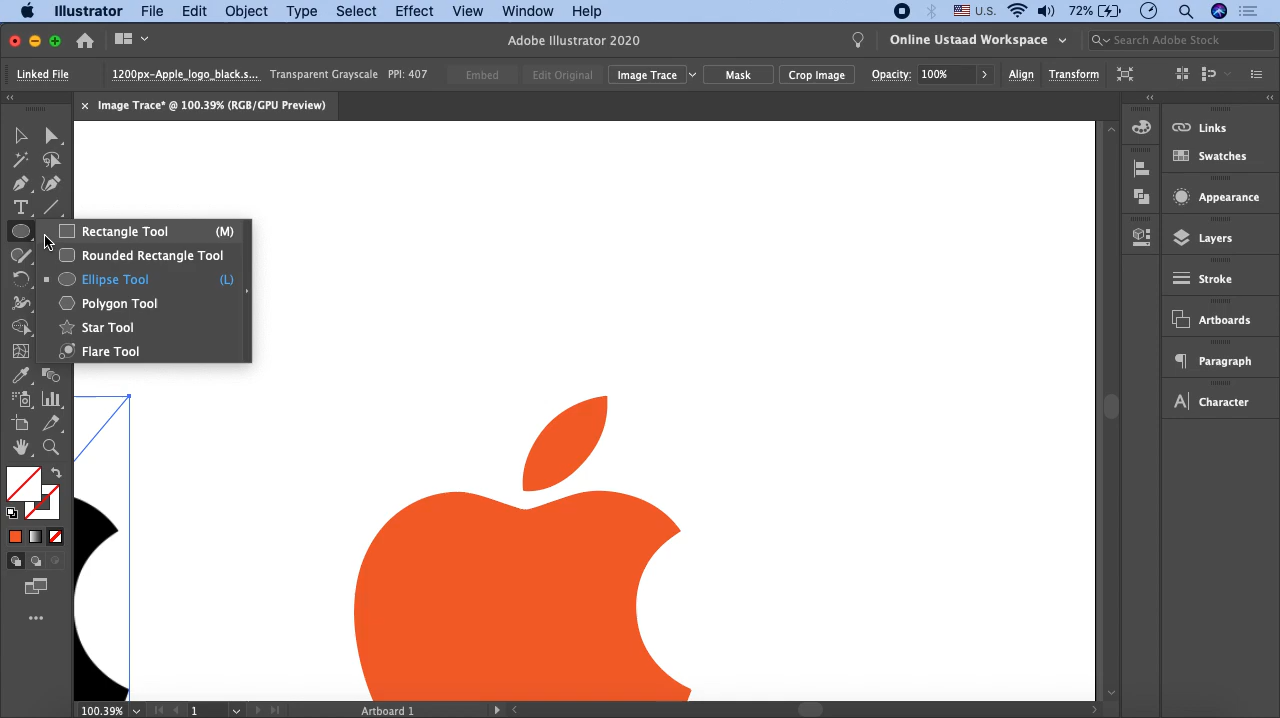 Illustrator File Edit Object Type Select Effect View Window Help U.S. 72%
Adobe Illustrator 2020 Online Ustaad Workspace Search Adobe Stock
Linked File 1200px-Apple_logo_black.s... Transparent Grayscale PPI: 407 Embed Edit Original Image Trace Mask Crop Image Opacity: 100% Align Transform
× Image Trace* @ 100.39% (RGB/GPU Preview)
Rectangle Tool (M)
Rounded Rectangle Tool
Ellipse Tool (L)
Polygon Tool
Star Tool
Flare Tool
Links
Swatches
Appearance
Layers
Stroke
Artboards
Paragraph
Character
100.39% 1 Artboard 1